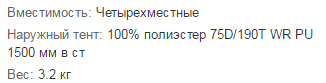 Вместимость: Четырехместные
Наружный тент: 100% полиэстер 75D/190T WR PU
1500 мм в ст
Вес: 3.2 кг